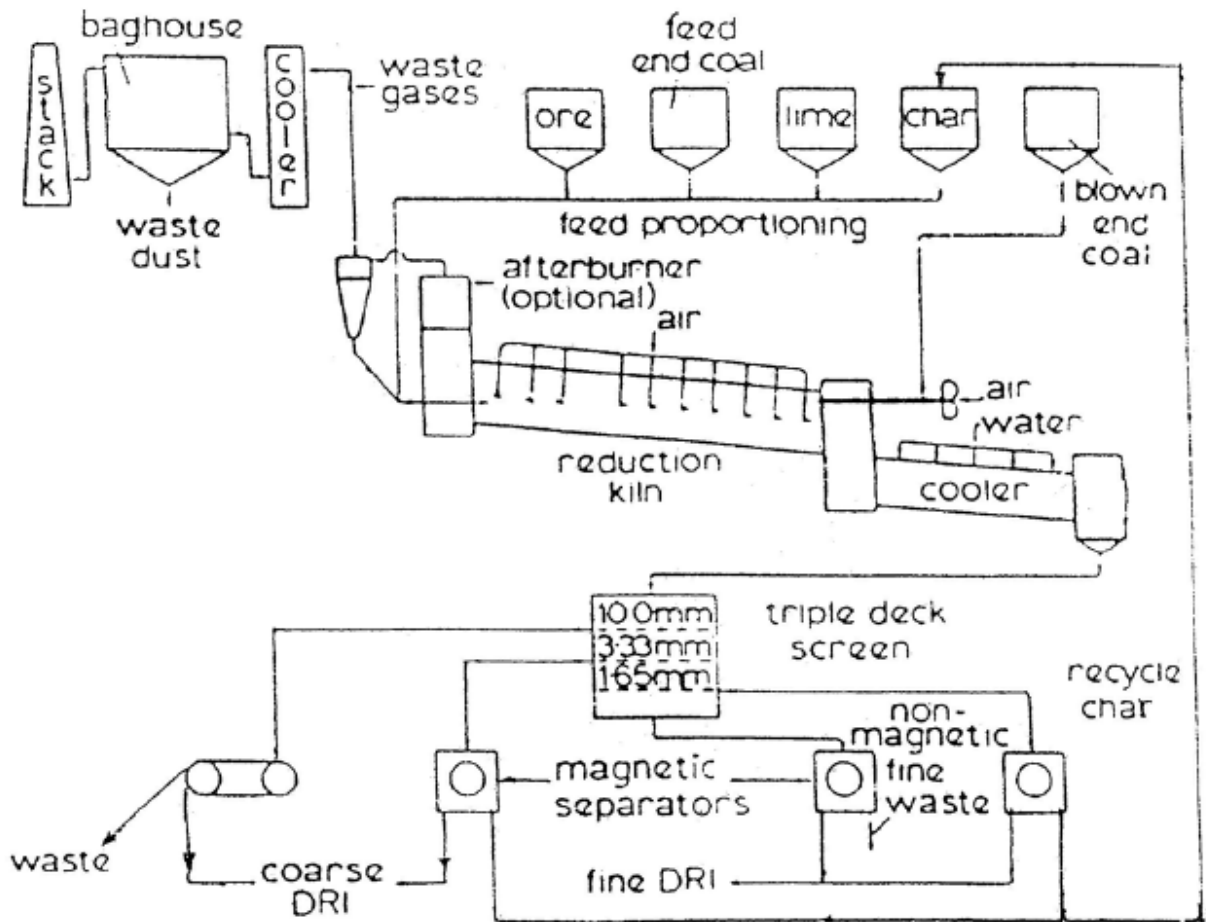 baghouse
stack
cooler
waste
gases
feed
end coal
ore
lime
char
blown
end
coal
waste
dust
feed proportioning
afterburner
(optional)
air
air
water
reduction
kiln
cooler
10.0mm
3.33mm
1.65mm
triple deck
screen
recycle
char
non-
magnetic
fine
waste
magnetic
separators
waste
coarse
DRI
fine DRI